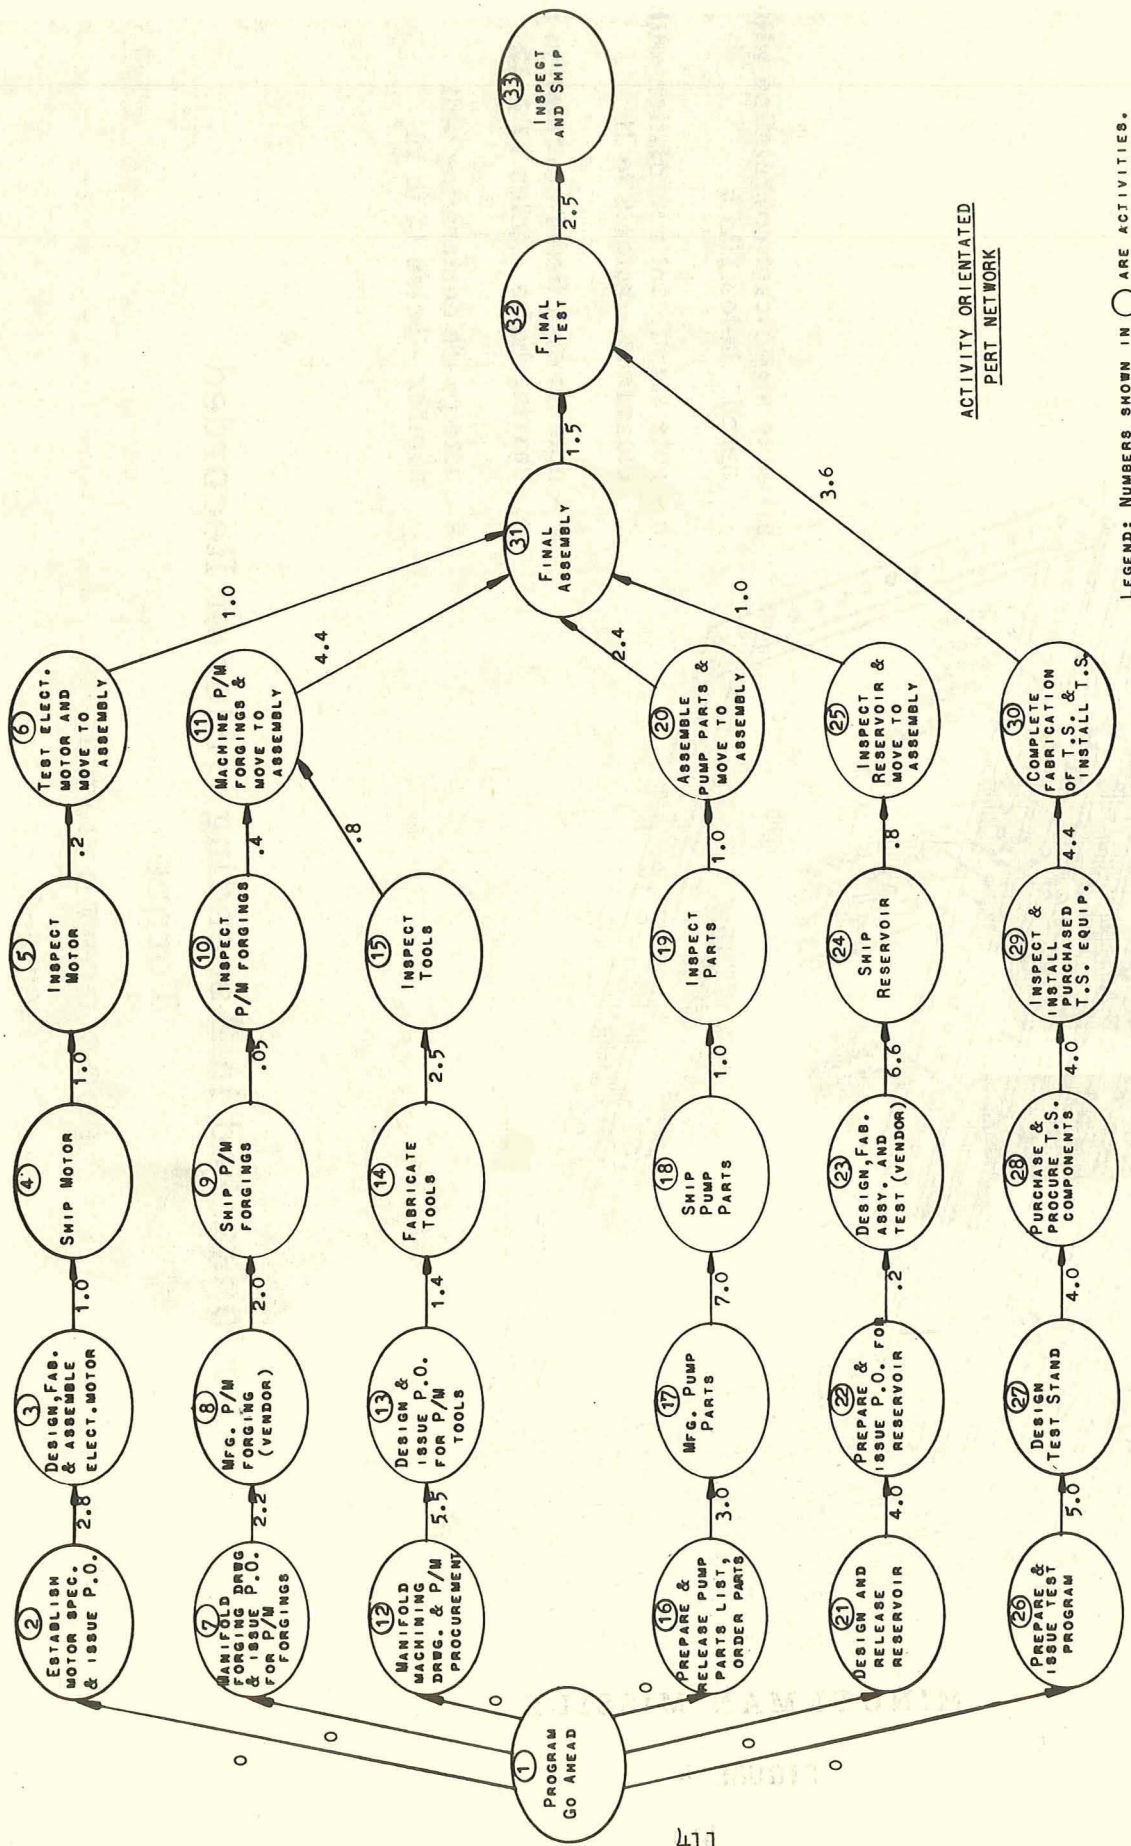 1
PROGRAM
GO AHEAD
0
0
0
0
0
0
2
ESTABLISH
MOTOR SPEC.
& ISSUE P.O.
2.8
3
DESIGN, FAB.
& ASSEMBLE
ELECT. MOTOR
1.0
4
SHIP MOTOR
1.0
5
INSPECT
MOTOR
.2
6
TEST ELECT.
MOTOR AND
MOVE TO
ASSEMBLY
1.0
7
MANIFOLD
FORGING DRWG
& ISSUE P.O.
FOR P/M
FORGINGS
2.2
8
MFG. P/M
FORGING
(VENDOR)
2.0
9
SHIP P/M
FORGINGS
.05
10
INSPECT
P/M FORGINGS
.4
11
MACHINE P/M
FORGINGS &
MOVE TO
ASSEMBLY
4.4
12
MANIFOLD
MACHINING
DRWG. & P/M
PROCUREMENT
5.5
13
DESIGN &
ISSUE P.O.
FOR P/M
TOOLS
1.4
14
FABRICATE
TOOLS
2.5
15
INSPECT
TOOLS
.8
16
PREPARE &
RELEASE PUMP
PARTS LIST,
ORDER PARTS
3.0
17
MFG. PUMP
PARTS
7.0
18
SHIP
PUMP
PARTS
1.0
19
INSPECT
PARTS
1.0
20
ASSEMBLE
PUMP PARTS &
MOVE TO
ASSEMBLY
2.4
21
DESIGN AND
RELEASE
RESERVOIR
4.0
22
PREPARE &
ISSUE P.O. FOR
RESERVOIR
.2
23
DESIGN, FAB.
ASSY. AND
TEST (VENDOR)
6.6
24
SHIP
RESERVOIR
.8
25
INSPECT
RESERVOIR &
MOVE TO
ASSEMBLY
1.0
26
PREPARE &
ISSUE TEST
PROGRAM
5.0
27
DESIGN
TEST STAND
4.0
28
PURCHASE &
PROCURE T.S.
COMPONENTS
4.0
29
INSPECT &
INSTALL
PURCHASED
T.S. EQUIP.
4.4
30
COMPLETE
FABRICATION
OF T.S. &
INSTALL T.S.
3.6
31
FINAL
ASSEMBLY
1.5
32
FINAL
TEST
2.5
33
INSPECT
AND SHIP
ACTIVITY ORIENTATED
PERT NETWORK
LEGEND: NUMBERS SHOWN IN ◯ ARE ACTIVITIES.